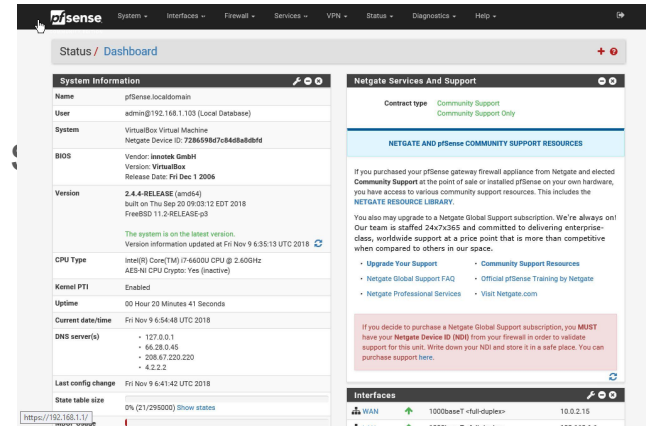 pfsense
System
Interfaces
Firewall
Services
VPN
Status
Diagnostics
Help
Status / Dashboard
System Information
Name pfSense.localdomain
User admin@192.168.1.103 (Local Database)
System VirtualBox Virtual Machine
Netgate Device ID: 7286598d7c84d8a8dbfd
BIOS Vendor: innotek GmbH
Version: VirtualBox
Release Date: Fri Dec 1 2006
Version 2.4.4-RELEASE (amd64)
built on Thu Sep 20 09:03:12 EDT 2018
FreeBSD 11.2-RELEASE-p3
The system is on the latest version.
Version information updated at Fri Nov 9 6:35:13 UTC 2018
CPU Type Intel(R) Core(TM) i7-6600U CPU @ 2.60GHz
AES-NI CPU Crypto: Yes (inactive)
Kernel PTI Enabled
Uptime 00 Hour 20 Minutes 41 Seconds
Current date/time Fri Nov 9 6:54:48 UTC 2018
DNS server(s) • 127.0.0.1
• 66.28.0.45
• 208.67.220.220
• 4.2.2.2
Last config change Fri Nov 9 6:41:42 UTC 2018
State table size
0% (21/295000) Show states
https://192.168.1.1/
Netgate Services And Support
Contract type Community Support
Community Support Only
NETGATE AND pfSense COMMUNITY SUPPORT RESOURCES
If you purchased your pfSense gateway firewall appliance from Netgate and elected
Community Support at the point of sale or installed pfSense on your own hardware,
you have access to various community support resources. This includes the
NETGATE RESOURCE LIBRARY.
You also may upgrade to a Netgate Global Support subscription. We're always on!
Our team is staffed 24x7x365 and committed to delivering enterprise-
class, worldwide support at a price point that is more than competitive
when compared to others in our space.
• Upgrade Your Support • Community Support Resources
• Netgate Global Support FAQ • Official pfSense Training by Netgate
• Netgate Professional Services • Visit Netgate.com
If you decide to purchase a Netgate Global Support subscription, you MUST
have your Netgate Device ID (NDI) from your firewall in order to validate
support for this unit. Write down your NDI and store it in a safe place. You can
purchase support here.
Interfaces
WAN 1000baseT <full-duplex> 10.0.2.15